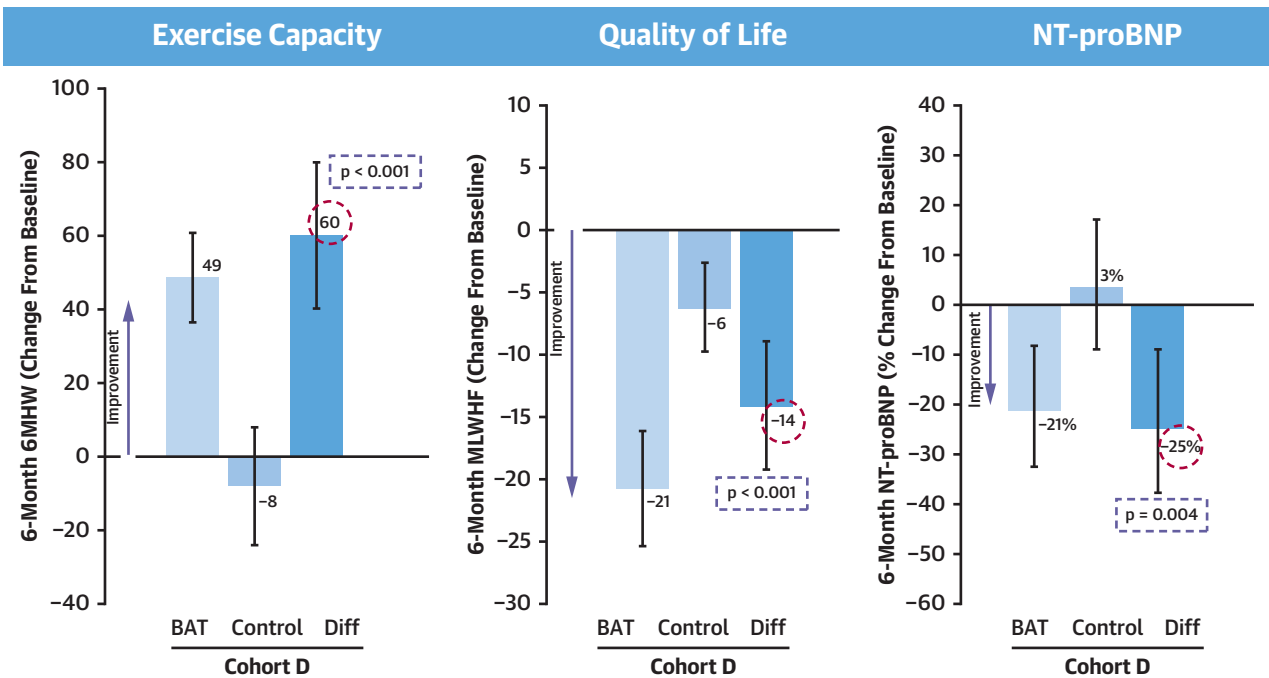 Exercise Capacity
Quality of Life
NT-proBNP
6-Month 6MHW (Change From Baseline)
100
80
60
40
20
0
−20
−40
Improvement
49
−8
60
p < 0.001
BAT Control Diff
Cohort D
6-Month MLWHF (Change From Baseline)
10
5
0
−5
−10
−15
−20
−25
−30
Improvement
−21
−6
−14
p < 0.001
BAT Control Diff
Cohort D
6-Month NT-proBNP (% Change From Baseline)
40
30
20
10
0
−10
−20
−30
−40
−50
−60
Improvement
−21%
3%
−25%
p = 0.004
BAT Control Diff
Cohort D